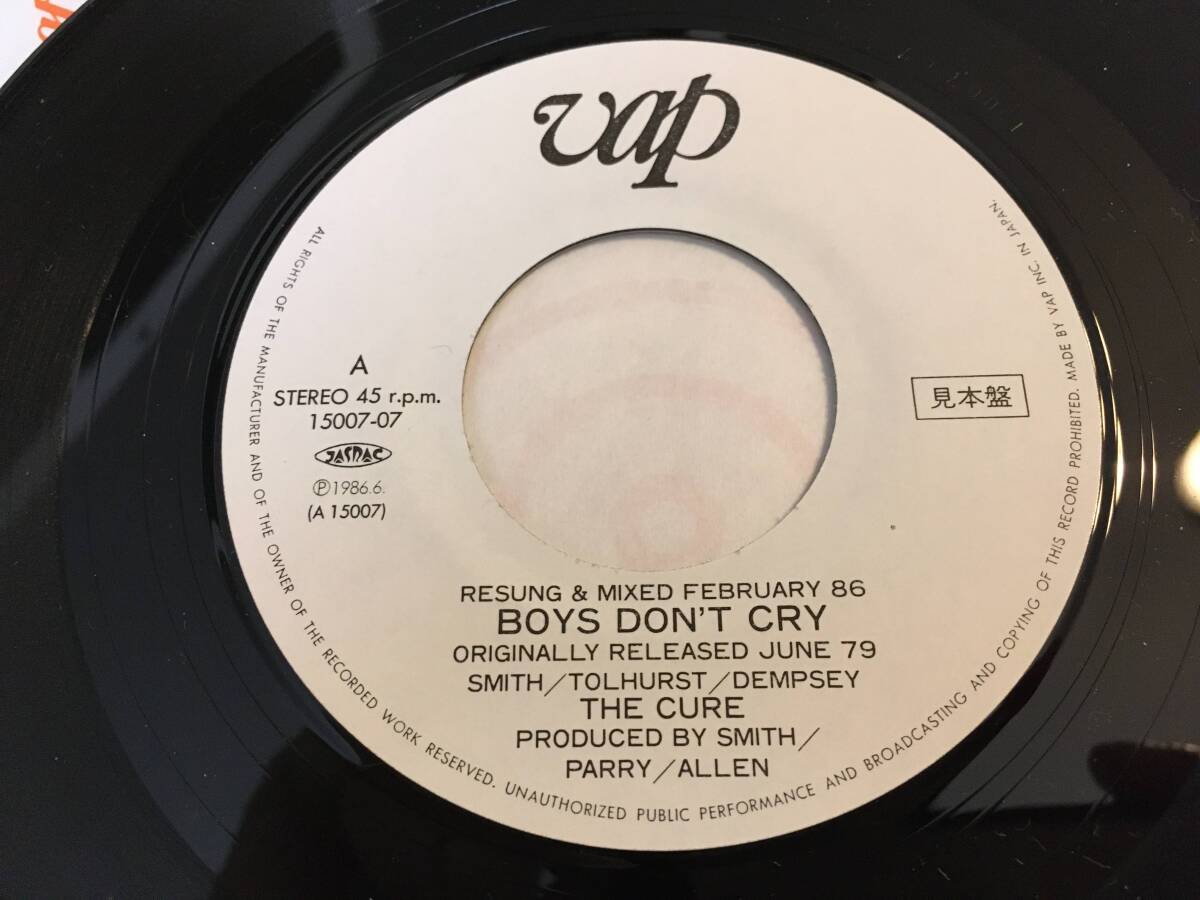 vap
A
STEREO 45 r.p.m.
15007-07
JASRAC
Ⓟ1986.6.
(A 15007)
見本盤
RESUNG & MIXED FEBRUARY 86
BOYS DON'T CRY
ORIGINALLY RELEASED JUNE 79
SMITH/TOLHURST/DEMPSEY
THE CURE
PRODUCED BY SMITH/
PARRY/ALLEN
ALL RIGHTS OF THE MANUFACTURER AND OF THE OWNER OF THE RECORDED WORK RESERVED. UNAUTHORIZED PUBLIC PERFORMANCE AND BROADCASTING AND COPYING OF THIS RECORD PROHIBITED. MADE BY VAP INC. IN JAPAN.